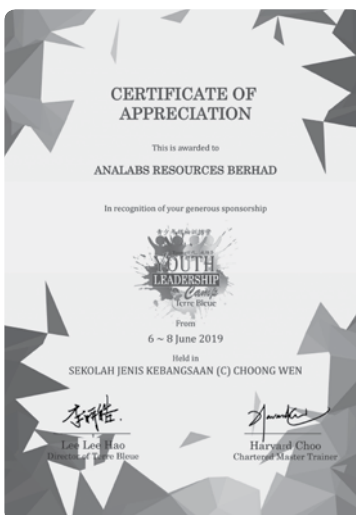 CERTIFICATE OF
APPRECIATION
This is awarded to
ANALABS RESOURCES BERHAD
In recognition of your generous sponsorship
YOUTH
LEADERSHIP
Camp
Terre Bleue
From
6 ~ 8 June 2019
Held in
SEKOLAH JENIS KEBANGSAAN (C) CHOONG WEN
Lee Lee Hao
Director of Terre Bleue
Harvard Choo
Chartered Master Trainer